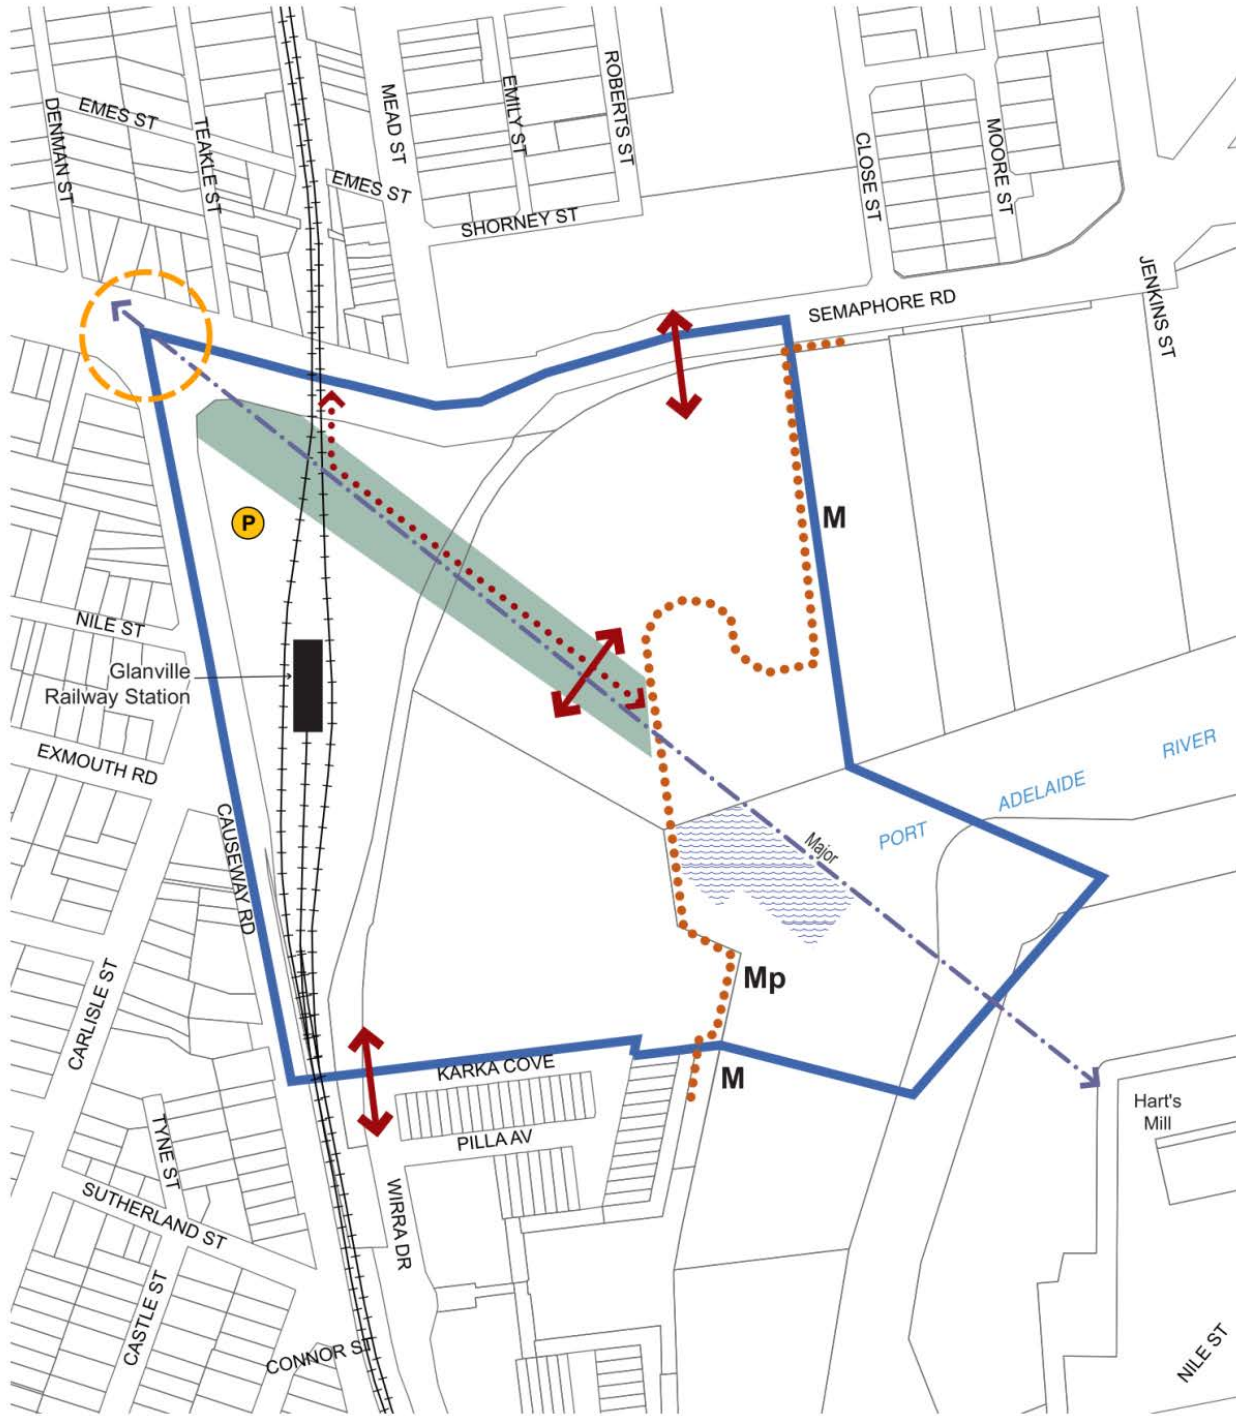 DENMAN ST
EMES ST
TEAKLE ST
MEAD ST
EMES ST
EMILY ST
ROBERTS ST
SHORNEY ST
CLOSE ST
MOORE ST
JENKINS ST
SEMAPHORE RD
P
M
NILE ST
Glanville
Railway Station
EXMOUTH RD
CAUSEWAY RD
RIVER
ADELAIDE
PORT
Major
CARLISLE ST
Mp
KARKA COVE
M
PILLA AV
Hart's
Mill
TYNE ST
WIRRA DR
SUTHERLAND ST
CASTLE ST
CONNOR ST
NILE ST